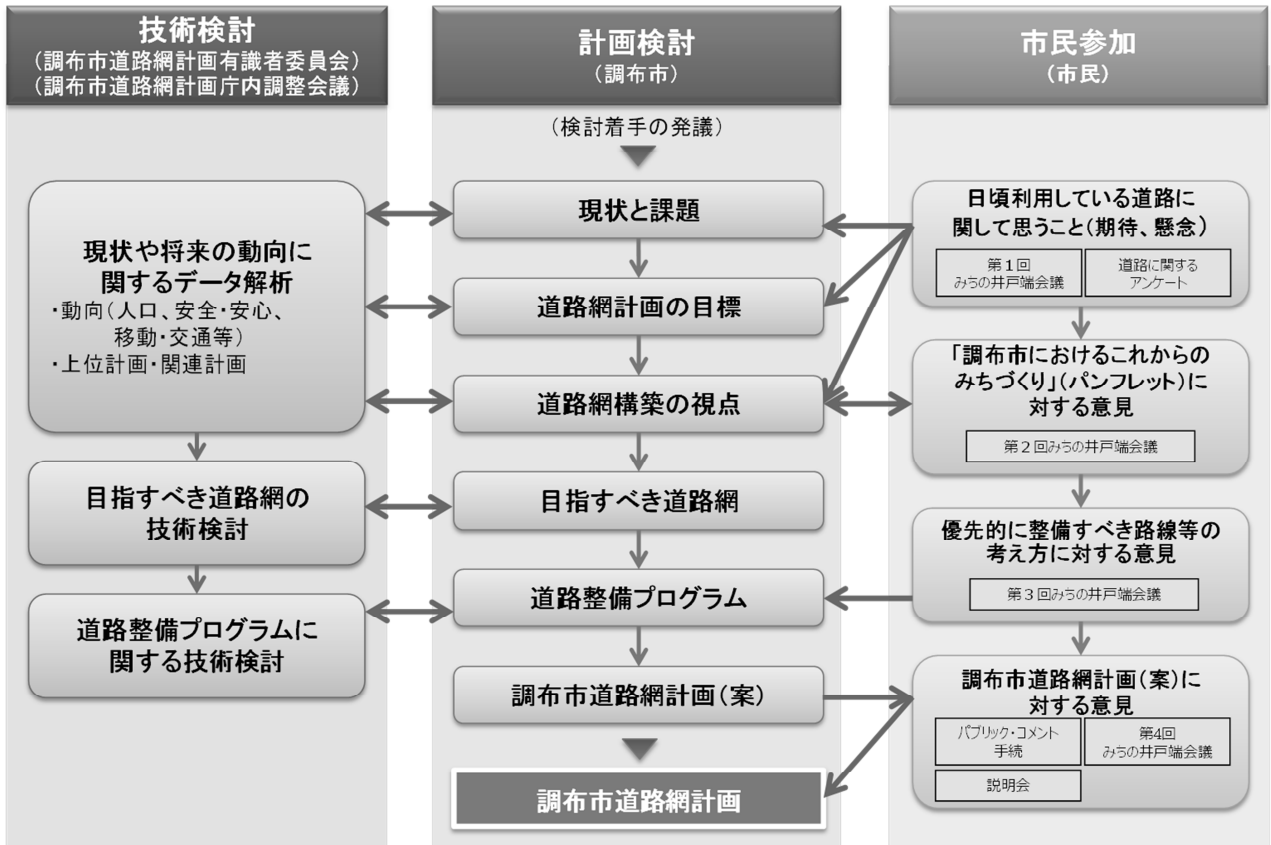 技術検討
（調布市道路網計画有識者委員会）
（調布市道路網計画庁内調整会議）
現状や将来の動向に
関するデータ解析
・動向（人口、安全・安心、
移動・交通等）
・上位計画・関連計画
目指すべき道路網の
技術検討
道路整備プログラムに
関する技術検討
計画検討
（調布市）
（検討着手の発議）
現状と課題
道路網計画の目標
道路網構築の視点
目指すべき道路網
道路整備プログラム
調布市道路網計画（案）
調布市道路網計画
市民参加
（市民）
日頃利用している道路に
関して思うこと（期待、懸念）
第１回
みちの井戸端会議
道路に関する
アンケート
「調布市におけるこれからの
みちづくり」（パンフレット）に
対する意見
第２回みちの井戸端会議
優先的に整備すべき路線等の
考え方に対する意見
第３回みちの井戸端会議
調布市道路網計画（案）に
対する意見
パブリック・コメント
手続
第4回
みちの井戸端会議
説明会